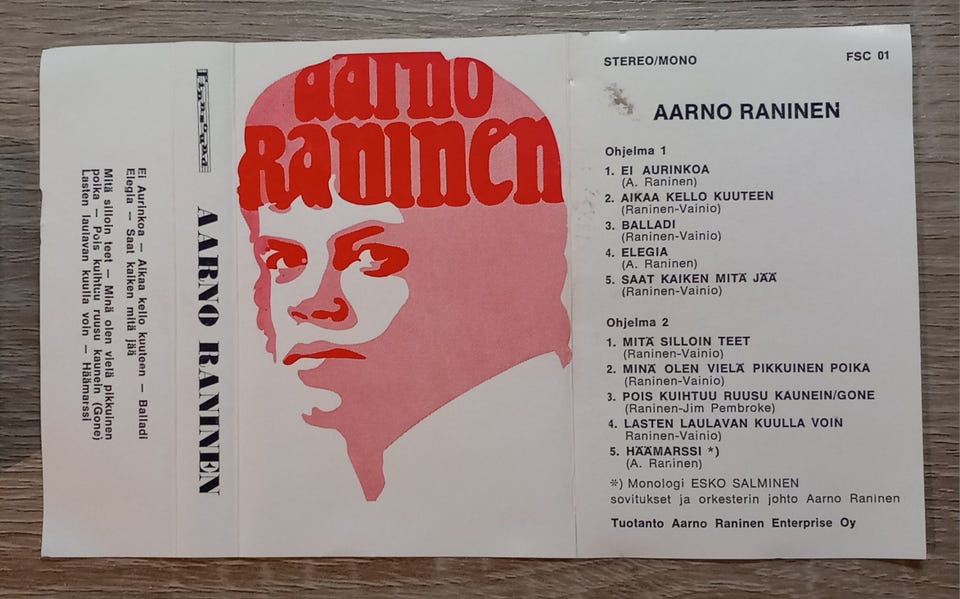 Ei Aurinkoa — Aikaa kello kuuteen — Balladi
Elegia — Saat kaiken mitä jää
Mitä silloin teet — Minä olen vielä pikkuinen
poika — Pois kuihtuu ruusu kaunein (Gone)
Lasten laulavan kuulla voin — Häämarssi
Finnsound
AARNO RANINEN
aarno
Raninen
STEREO/MONO
FSC 01
AARNO RANINEN
Ohjelma 1
1. EI AURINKOA
(A. Raninen)
2. AIKAA KELLO KUUTEEN
(Raninen-Vainio)
3. BALLADI
(Raninen-Vainio)
4. ELEGIA
(A. Raninen)
5. SAAT KAIKEN MITÄ JÄÄ
(Raninen-Vainio)
Ohjelma 2
1. MITÄ SILLOIN TEET
(Raninen-Vainio)
2. MINÄ OLEN VIELÄ PIKKUINEN POIKA
(Raninen-Vainio)
3. POIS KUIHTUU RUUSU KAUNEIN/GONE
(Raninen-Jim Pembroke)
4. LASTEN LAULAVAN KUULLA VOIN
Raninen-Vainio)
5. HÄÄMARSSI *)
(A. Raninen)
*) Monologi ESKO SALMINEN
sovitukset ja orkesterin johto Aarno Raninen
Tuotanto Aarno Raninen Enterprise Oy